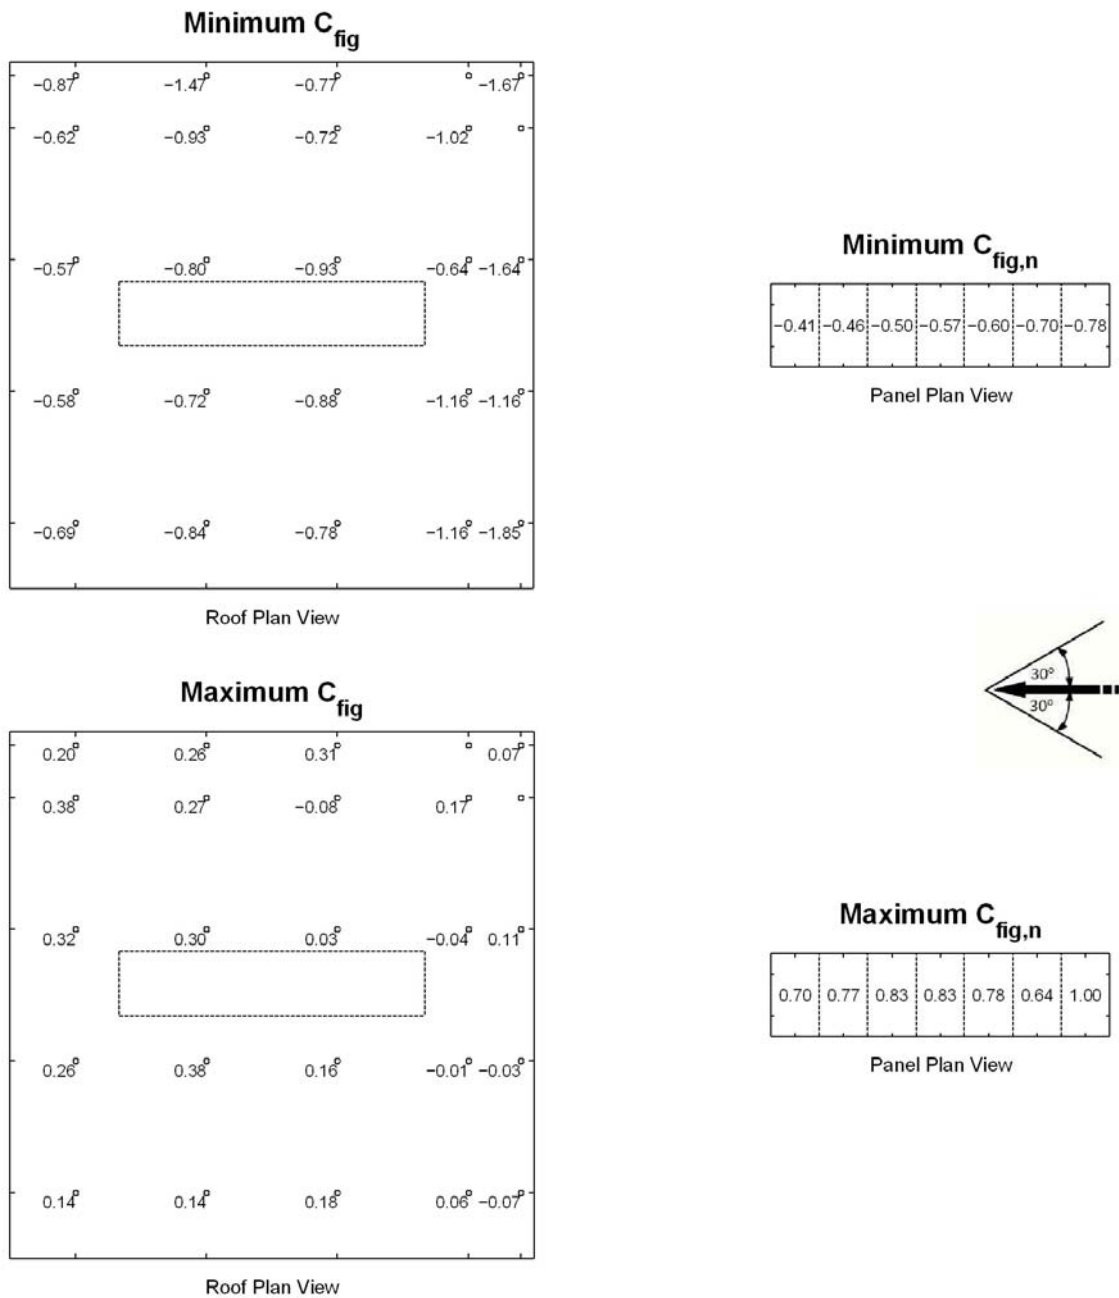 Minimum Cfig
−0.87 −1.47 −0.77 −1.67
−0.62 −0.93 −0.72 −1.02
−0.57 −0.80 −0.93 −0.64 −1.64
−0.58 −0.72 −0.88 −1.16 −1.16
−0.69 −0.84 −0.78 −1.16 −1.85
Roof Plan View
Minimum Cfig,n
−0.41 −0.46 −0.50 −0.57 −0.60 −0.70 −0.78
Panel Plan View
30°
30°
Maximum Cfig
0.20 0.26 0.31 0.07
0.38 0.27 −0.08 0.17
0.32 0.30 0.03 −0.04 0.11
0.26 0.38 0.16 −0.01 −0.03
0.14 0.14 0.18 0.06 −0.07
Roof Plan View
Maximum Cfig,n
0.70 0.77 0.83 0.83 0.78 0.64 1.00
Panel Plan View